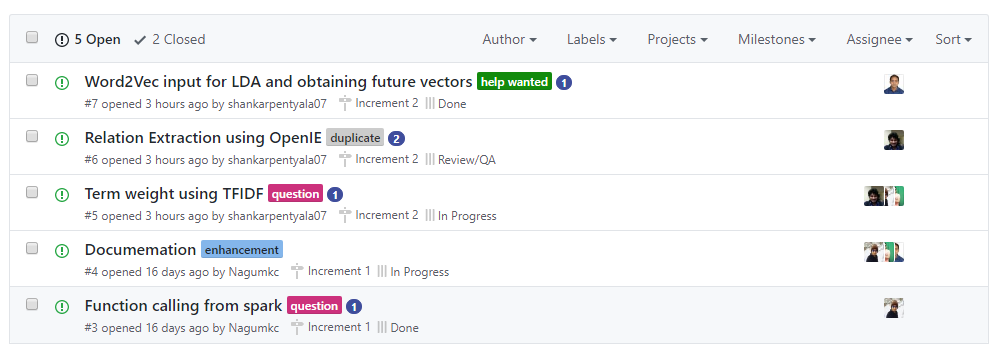 5 Open 2 Closed Author Labels Projects Milestones Assignee Sort
Word2Vec input for LDA and obtaining future vectors help wanted 1
#7 opened 3 hours ago by shankarpentyala07 Increment 2 Done
Relation Extraction using OpenIE duplicate 2
#6 opened 3 hours ago by shankarpentyala07 Increment 2 Review/QA
Term weight using TFIDF question 1
#5 opened 3 hours ago by shankarpentyala07 Increment 2 In Progress
Documemation enhancement
#4 opened 16 days ago by Nagumkc Increment 1 In Progress
Function calling from spark question 1
#3 opened 16 days ago by Nagumkc Increment 1 Done